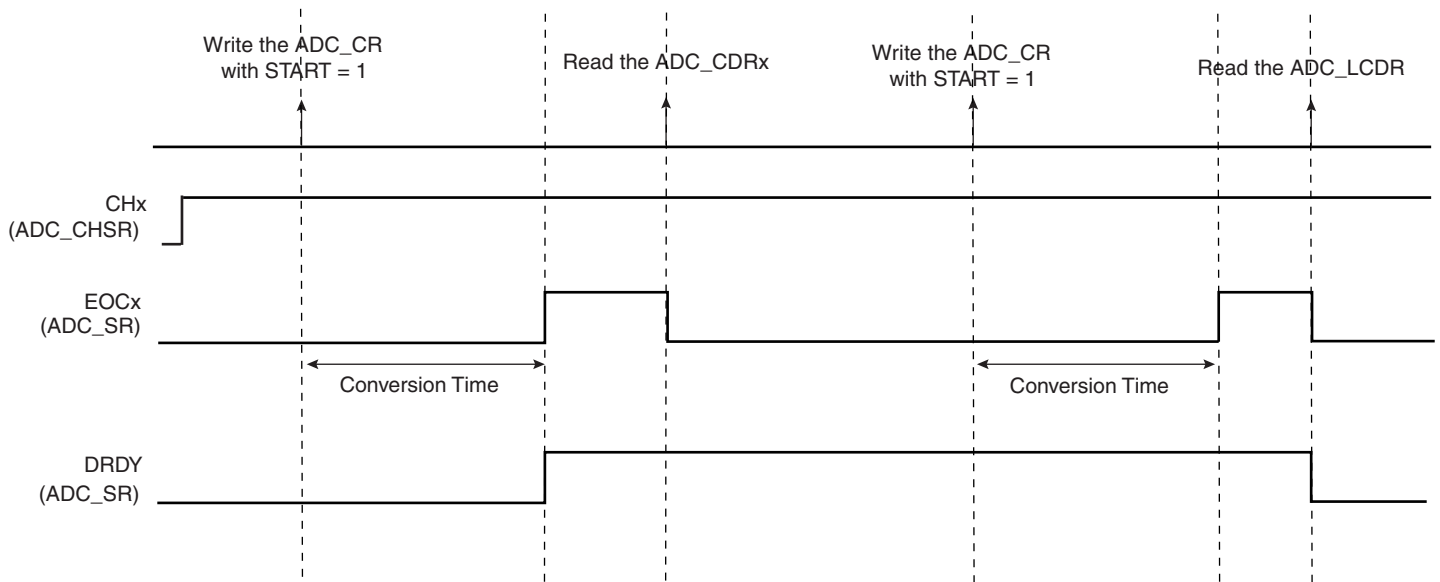 Write the ADC_CR
with START = 1
Read the ADC_CDRx
Write the ADC_CR
with START = 1
Read the ADC_LCDR
CHx
(ADC_CHSR)
EOCx
(ADC_SR)
Conversion Time
Conversion Time
DRDY
(ADC_SR)